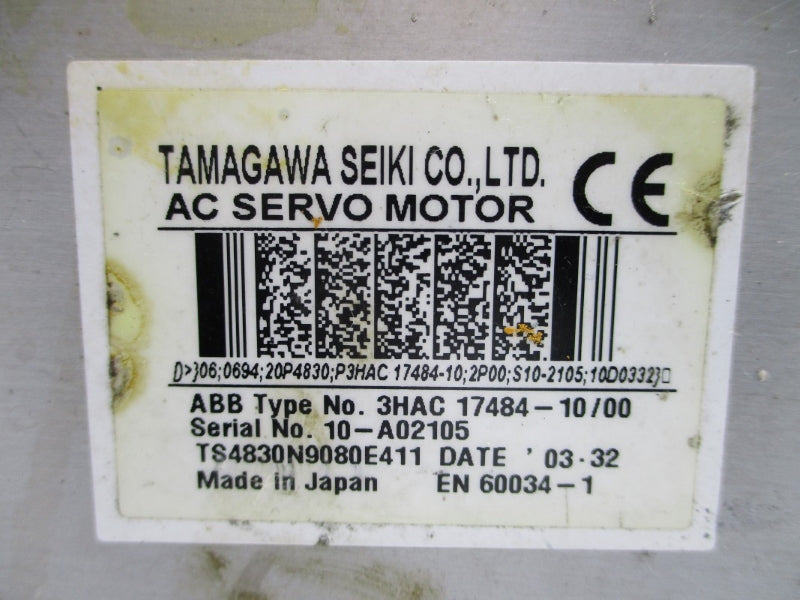 TAMAGAWA SEIKI CO.,LTD.
AC SERVO MOTOR
CE
[)>}06;0694;20P4830;P3HAC 17484-10;2P00;S10-2105;10D0332}□
ABB Type No. 3HAC 17484-10/00
Serial No. 10-A02105
TS4830N9080E411 DATE ' 03·32
Made in Japan EN 60034-1